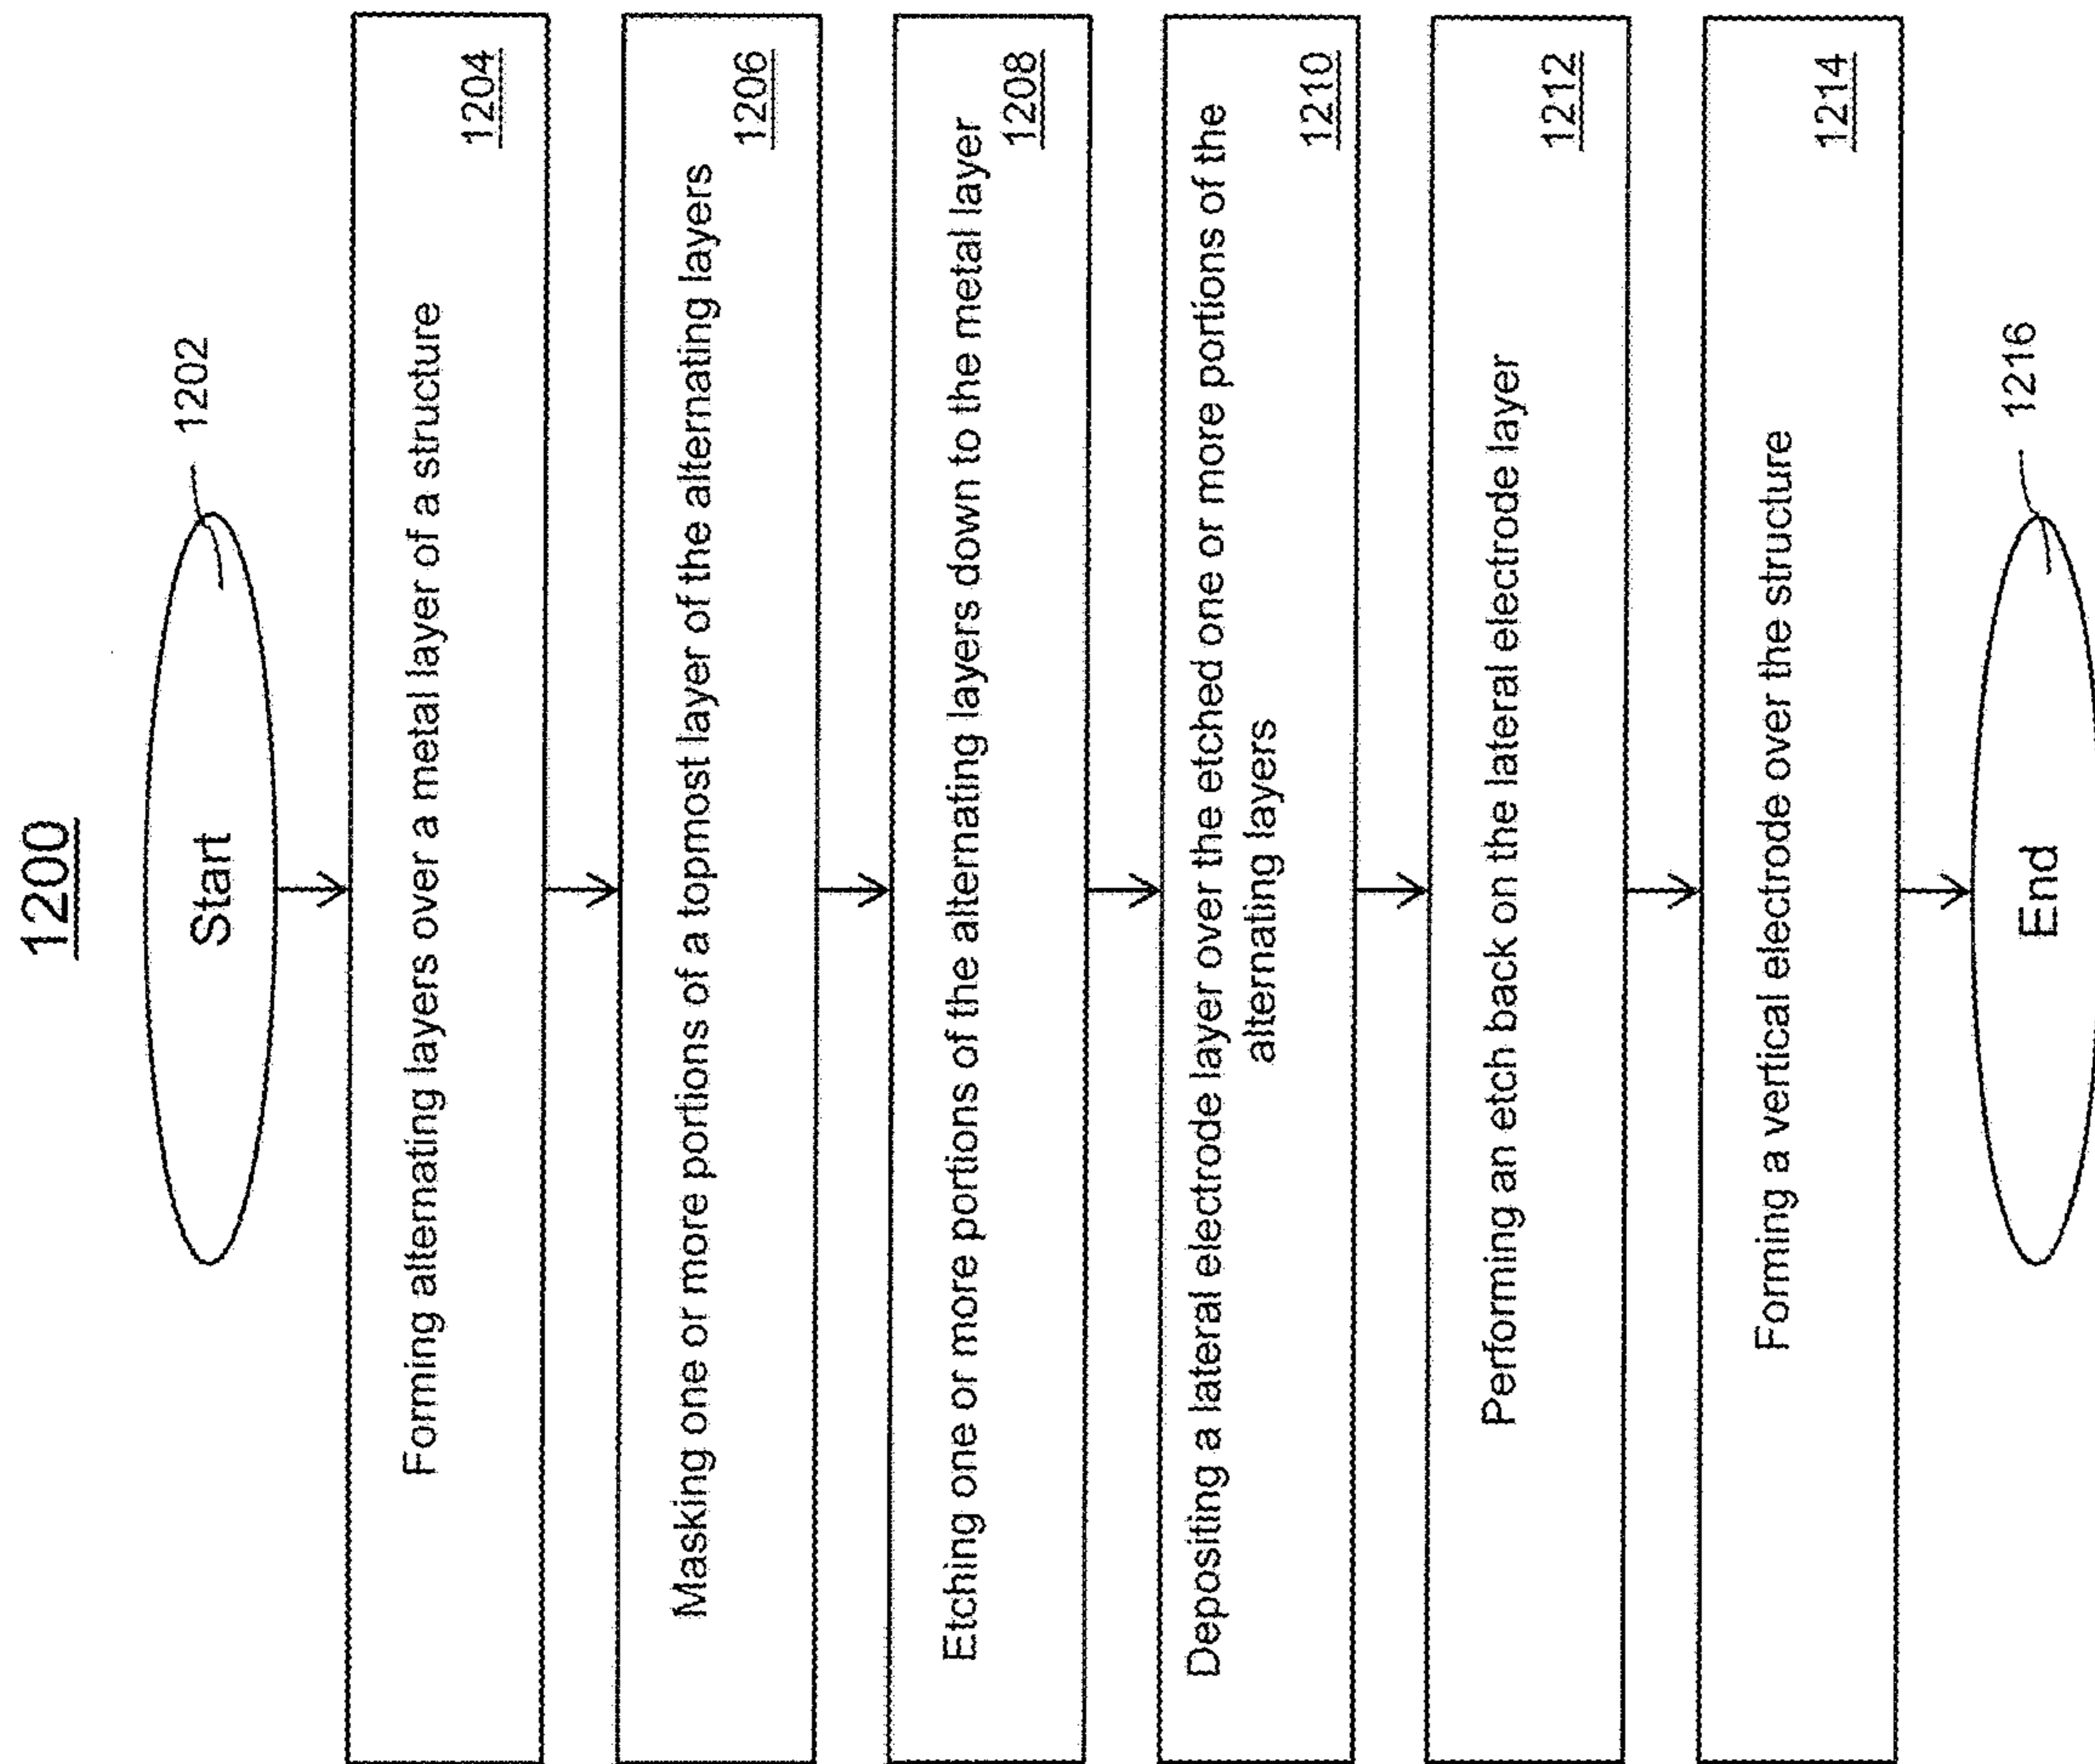 1200
Start
1202
Forming alternating layers over a metal layer of a structure
1204
Masking one or more portions of a topmost layer of the alternating layers
1206
Etching one or more portions of the alternating layers down to the metal layer
1208
Depositing a lateral electrode layer over the etched one or more portions of the
alternating layers
1210
Performing an etch back on the lateral electrode layer
1212
Forming a vertical electrode over the structure
1214
End
1216